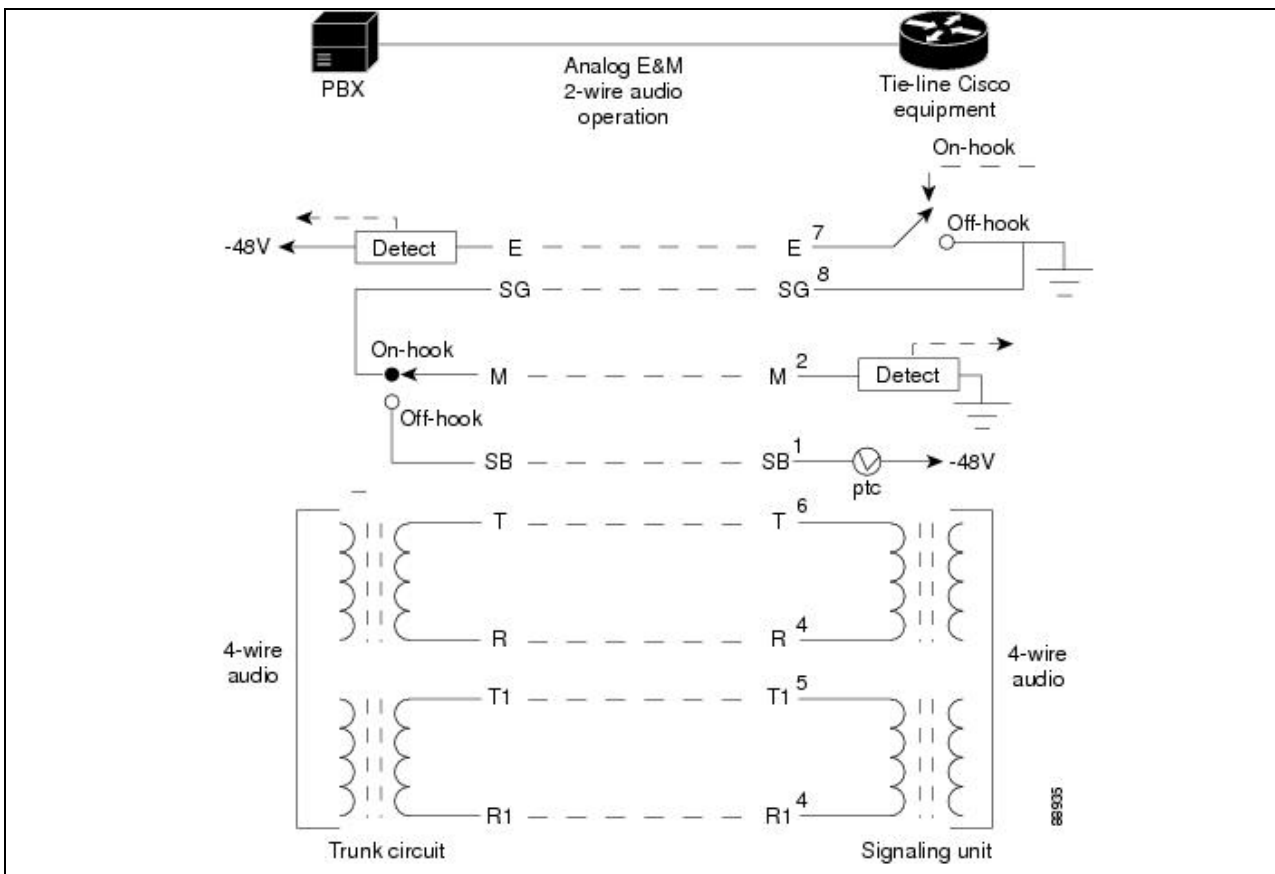 PBX
Analog E&M
2-wire audio
operation
Tie-line Cisco
equipment
On-hook
Off-hook
-48V
Detect
E
E
7
SG
SG
8
On-hook
M
M
2
Detect
Off-hook
SB
SB
1
ptc
-48V
T
T
6
R
R
4
4-wire
audio
4-wire
audio
T1
T1
5
R1
R1
4
88935
Trunk circuit
Signaling unit